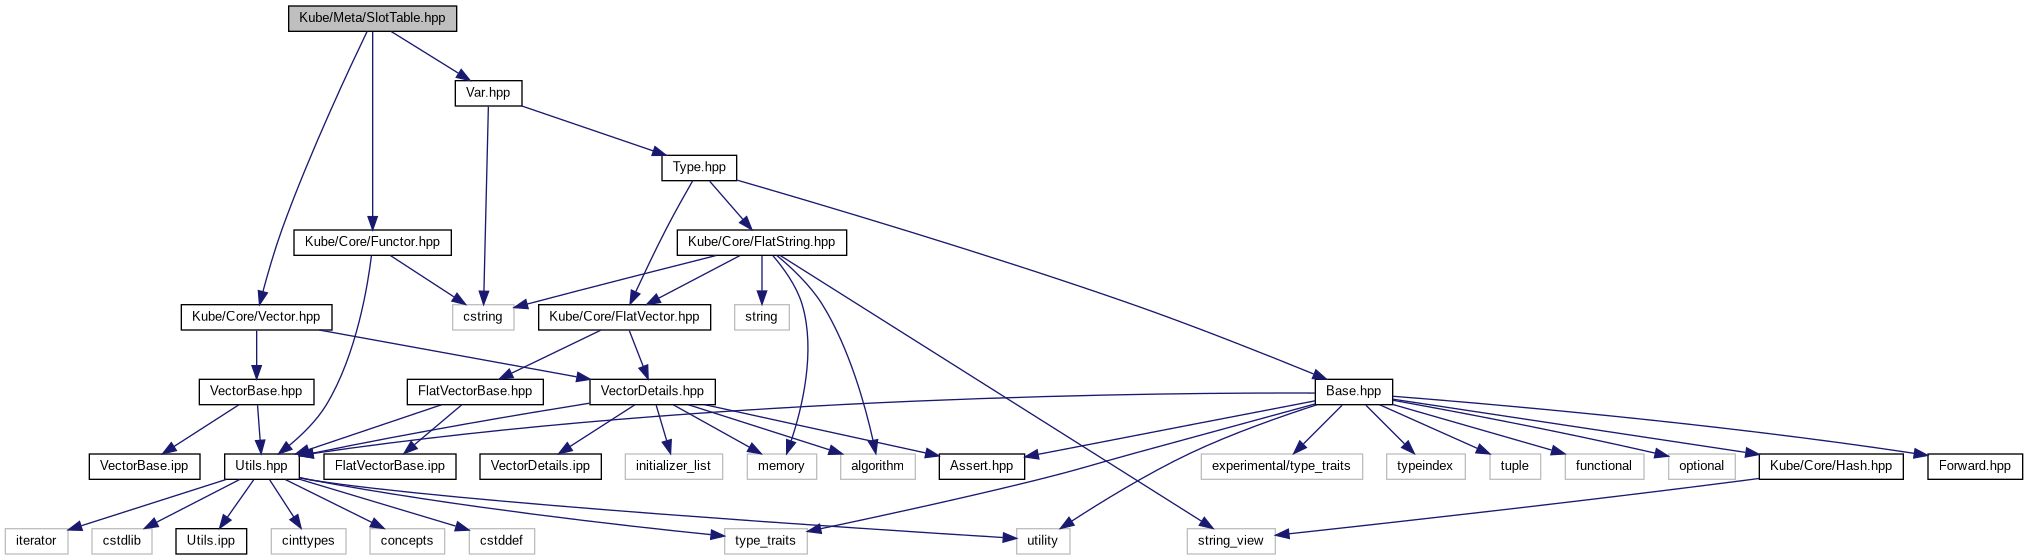 Kube/Meta/SlotTable.hpp
Var.hpp
Type.hpp
Kube/Core/Functor.hpp
Kube/Core/FlatString.hpp
Kube/Core/Vector.hpp
cstring
Kube/Core/FlatVector.hpp
string
VectorBase.hpp
FlatVectorBase.hpp
VectorDetails.hpp
Base.hpp
VectorBase.ipp
Utils.hpp
FlatVectorBase.ipp
VectorDetails.ipp
initializer_list
memory
algorithm
Assert.hpp
experimental/type_traits
typeindex
tuple
functional
optional
Kube/Core/Hash.hpp
Forward.hpp
iterator
cstdlib
Utils.ipp
cinttypes
concepts
cstddef
type_traits
utility
string_view